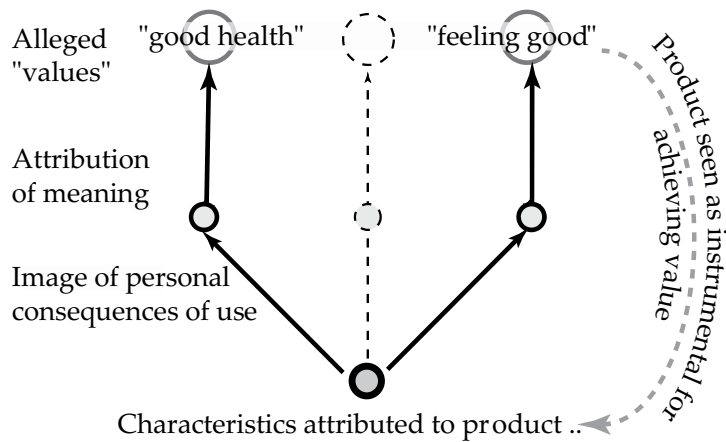 Alleged
"values"
"good health"
"feeling good"
Attribution
of meaning
Image of personal
consequences of use
Product seen as instrumental for
achieving value
Characteristics attributed to product ..